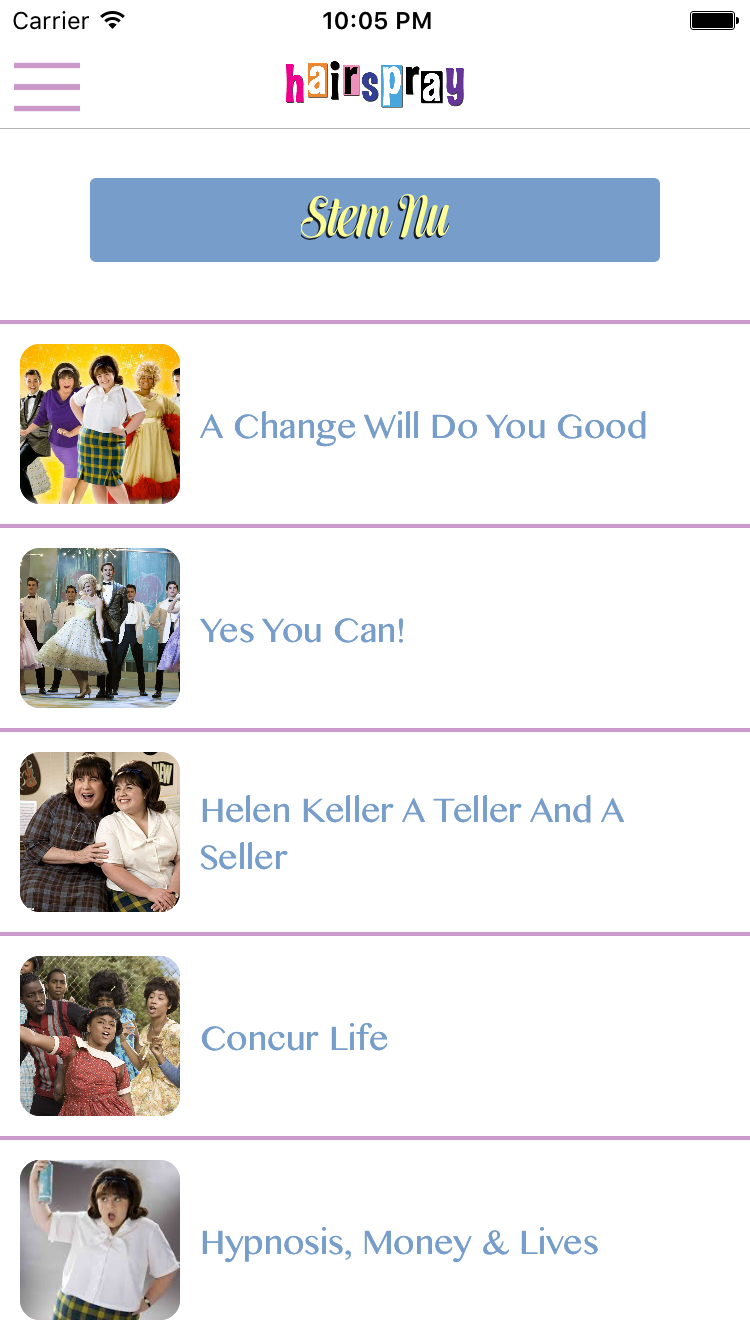 Carrier 10:05 PM
hairspray
Stem Nu
A Change Will Do You Good
Yes You Can!
NEW
Helen Keller A Teller And A
Seller
Concur Life
Hypnosis, Money & Lives